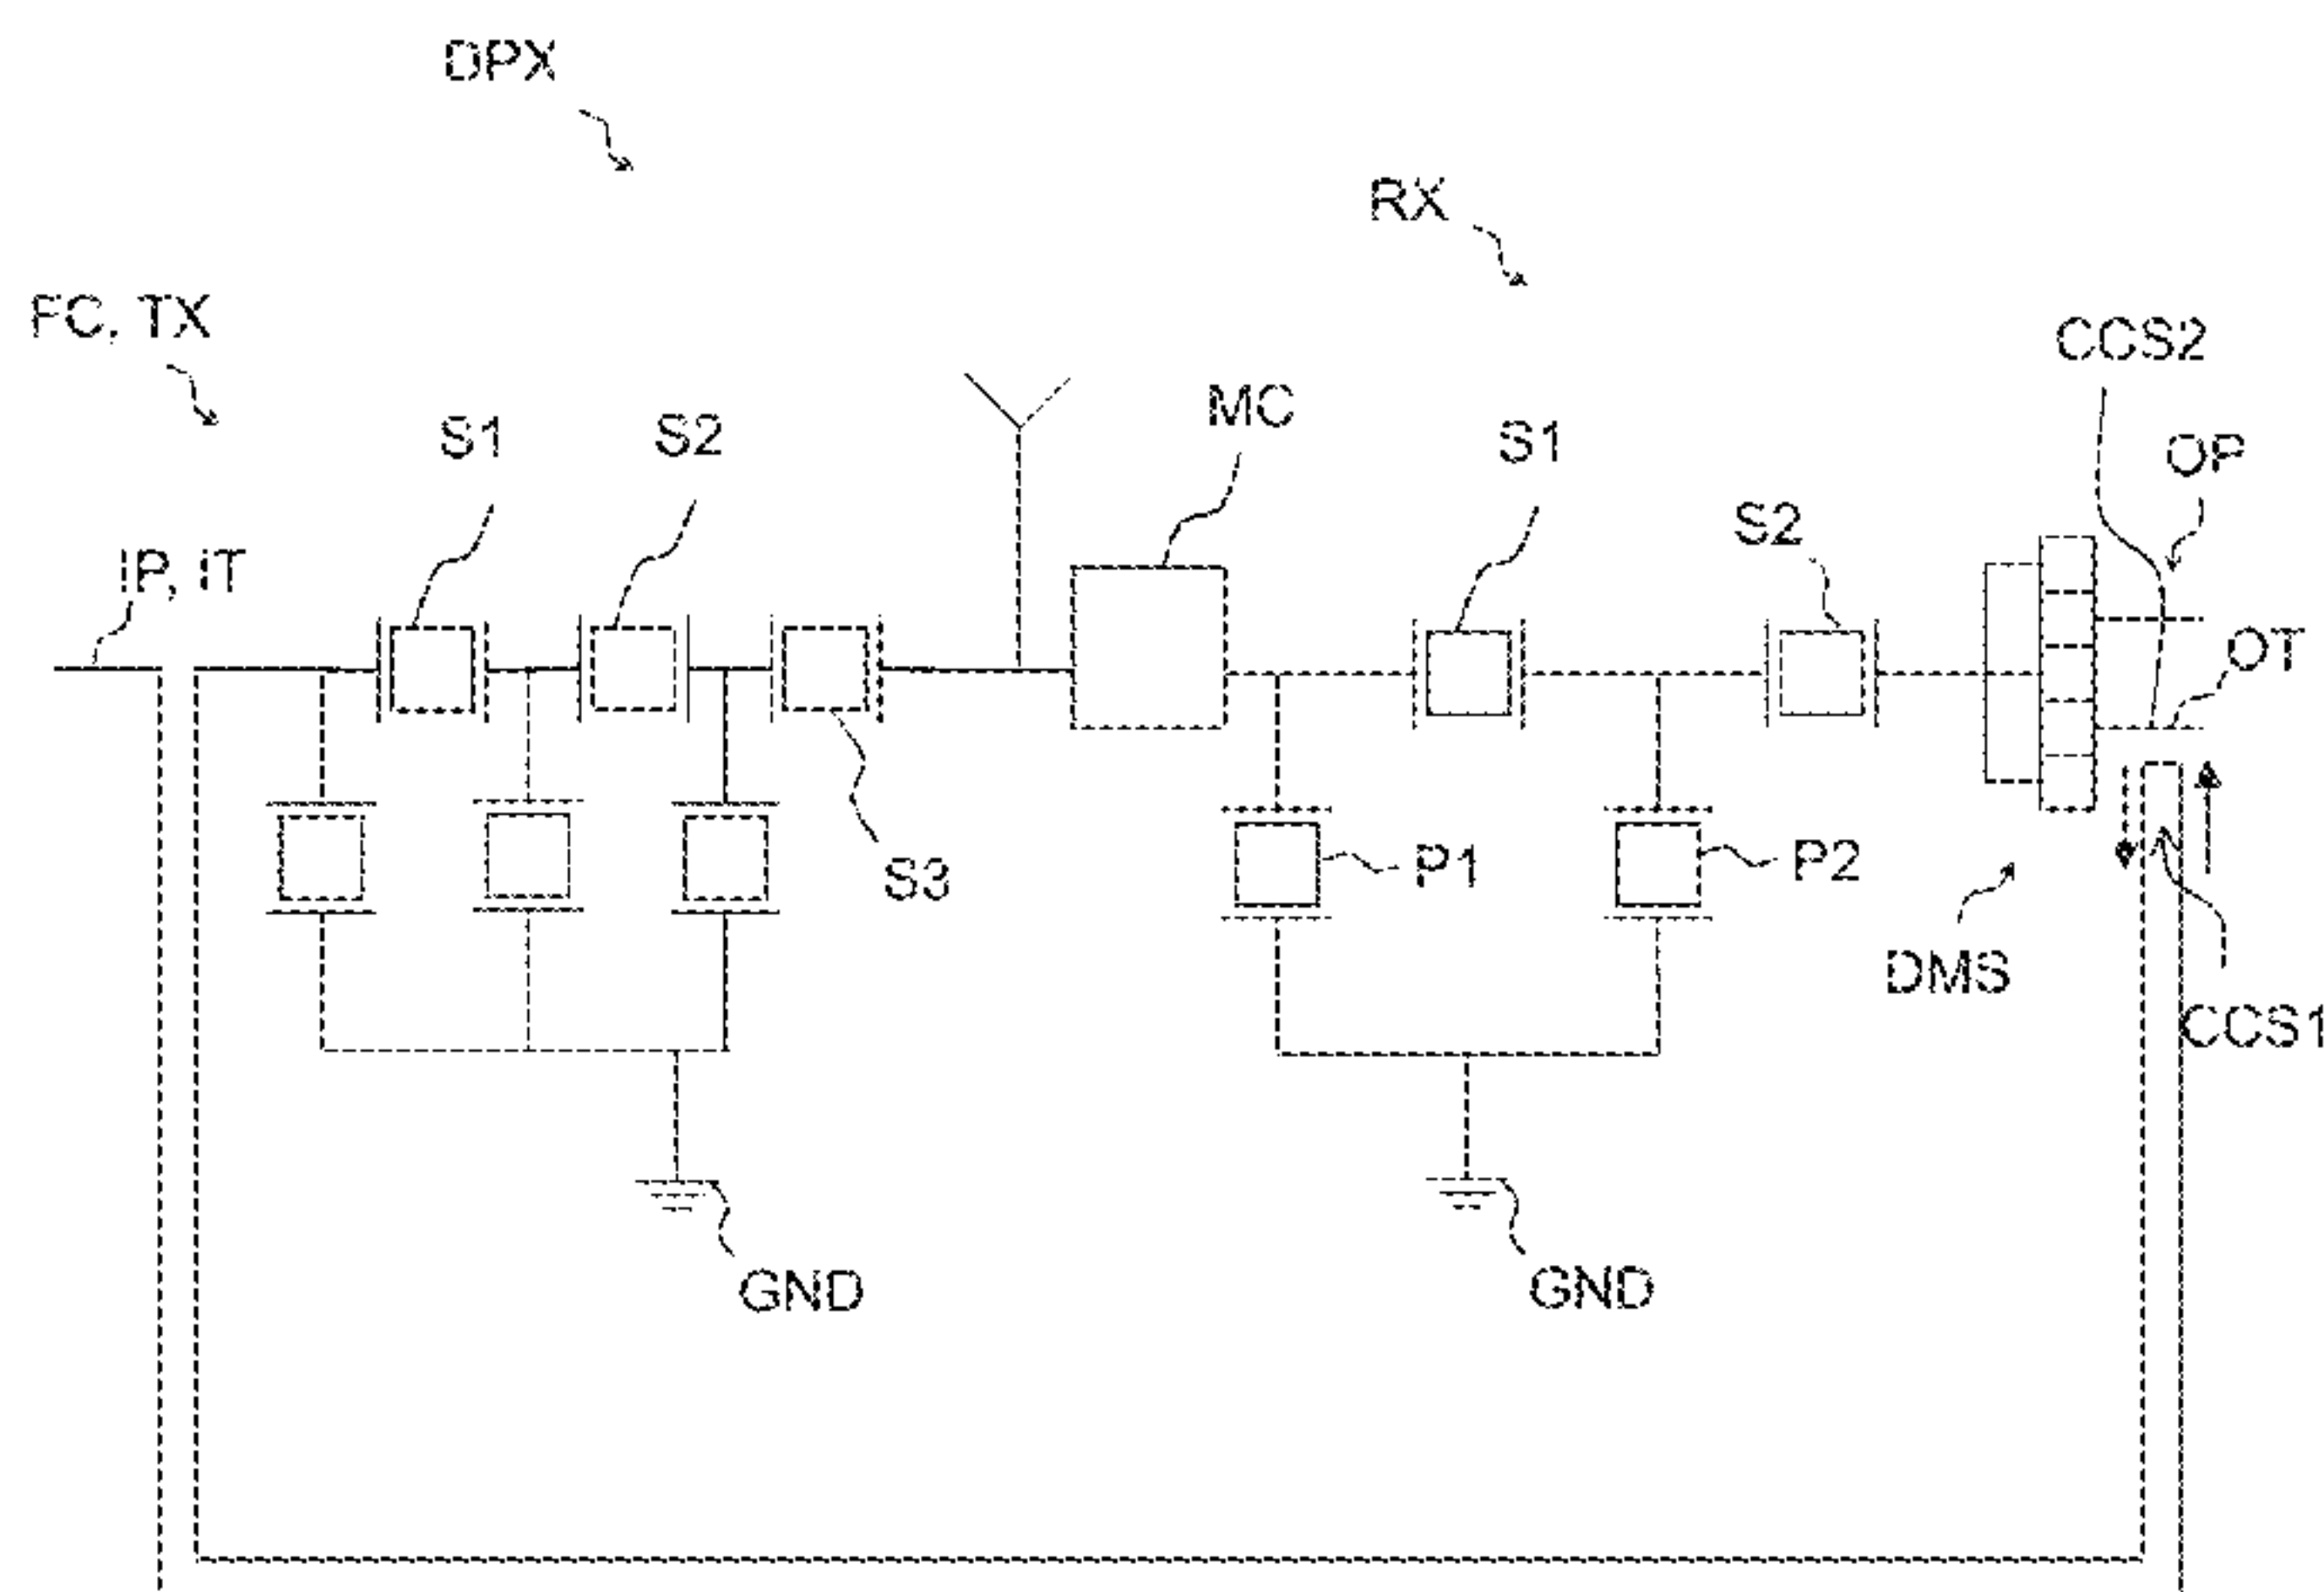 DPX
RX
FC, TX
CCS2
MC
S1
S2
S1
OP
S2
IP, IT
OT
P1
P2
S3
DMS
CCS1
GND
GND